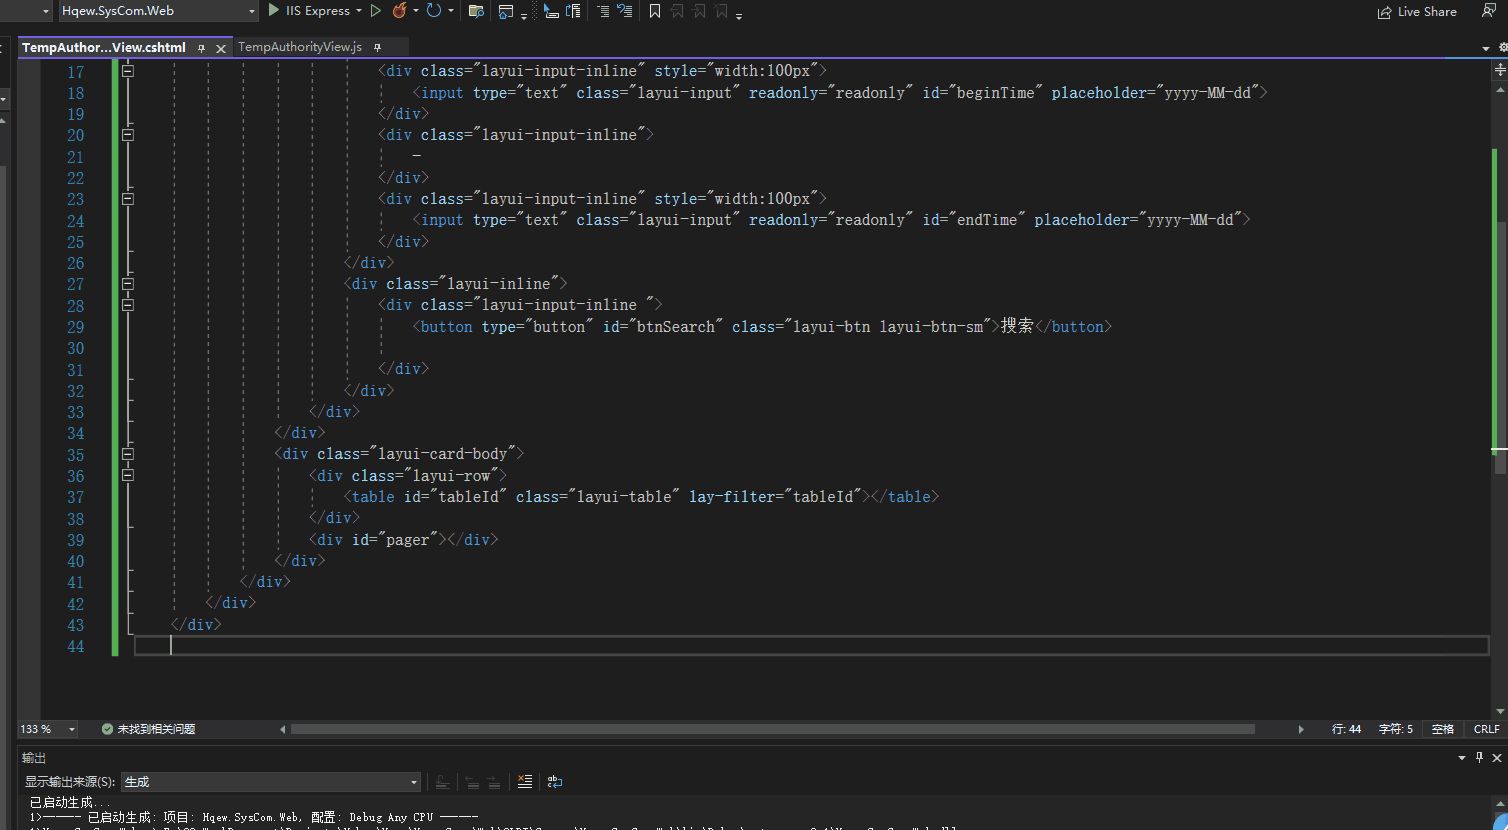 Hqew.SysCom.Web IIS Express Live Share
TempAuthor...View.cshtml TempAuthorityView.js
17 <div class="layui-input-inline" style="width:100px">
18 <input type="text" class="layui-input" readonly="readonly" id="beginTime" placeholder="yyyy-MM-dd">
19 </div>
20 <div class="layui-input-inline">
21 -
22 </div>
23 <div class="layui-input-inline" style="width:100px">
24 <input type="text" class="layui-input" readonly="readonly" id="endTime" placeholder="yyyy-MM-dd">
25 </div>
26 </div>
27 <div class="layui-inline">
28 <div class="layui-input-inline ">
29 <button type="button" id="btnSearch" class="layui-btn layui-btn-sm">搜索</button>
30
31 </div>
32 </div>
33 </div>
34 </div>
35 <div class="layui-card-body">
36 <div class="layui-row">
37 <table id="tableId" class="layui-table" lay-filter="tableId"></table>
38 </div>
39 <div id="pager"></div>
40 </div>
41 </div>
42 </div>
43 </div>
44
133 % 未找到相关问题 行: 44 字符: 5 空格 CRLF
输出
显示输出来源(S): 生成
已启动生成...
1>------ 已启动生成: 项目: Hqew.SysCom.Web, 配置: Debug Any CPU ------